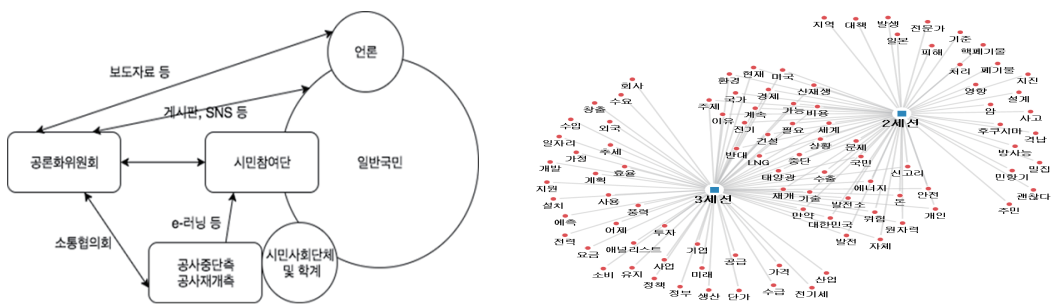 언론
보도자료 등
게시판, SNS 등
공론화위원회
시민참여단
일반국민
e-러닝 등
소통협의회
시민사회단체
및 학계
공사중단측
공사재개측
지역
대책
발생
전문가
일본
기준
피해
핵폐기물
처리
폐기물
지진
영향
설계
암
사고
후쿠시마
격납
방사능
밀집
만항기
괜찮다
주민
2세션
회사
환경
현재
미국
수요
창출
주제
국가
경제
산재생
수입
외국
이유
계속
가능
비용
일자리
전기
필요
세계
추세
건설
상황
문제
가정
반대
LNG
중단
국민
개발
효율
태양광
수출
신고리
계획
에너지
지원
사용
3세션
재개
기술
발전소
돈
안전
설치
풍력
만약
위험
개인
예측
어제
대한민국
원자력
전력
투자
발전
자체
애널리스트
요금
기업
소비
유지
사업
공급
미래
가격
정책
산업
정부
생산
단가
수급
전기세